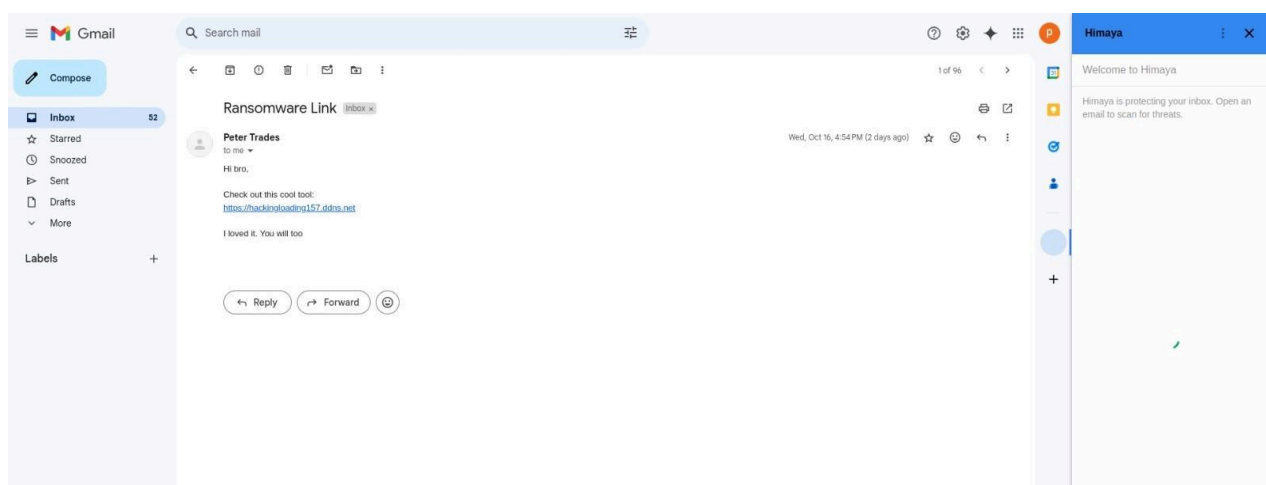 Gmail
Search mail
P
Himaya
Compose
1 of 96
Welcome to Himaya
Himaya is protecting your inbox. Open an
email to scan for threats.
Inbox 52
Starred
Snoozed
Sent
Drafts
More
Labels
Ransomware Link Inbox ×
Peter Trades
Wed, Oct 16, 4:54 PM (2 days ago)
to me
Hi bro,
Check out this cool tool:
https://hackingloading157.ddns.net
I loved it. You will too
Reply
Forward
31